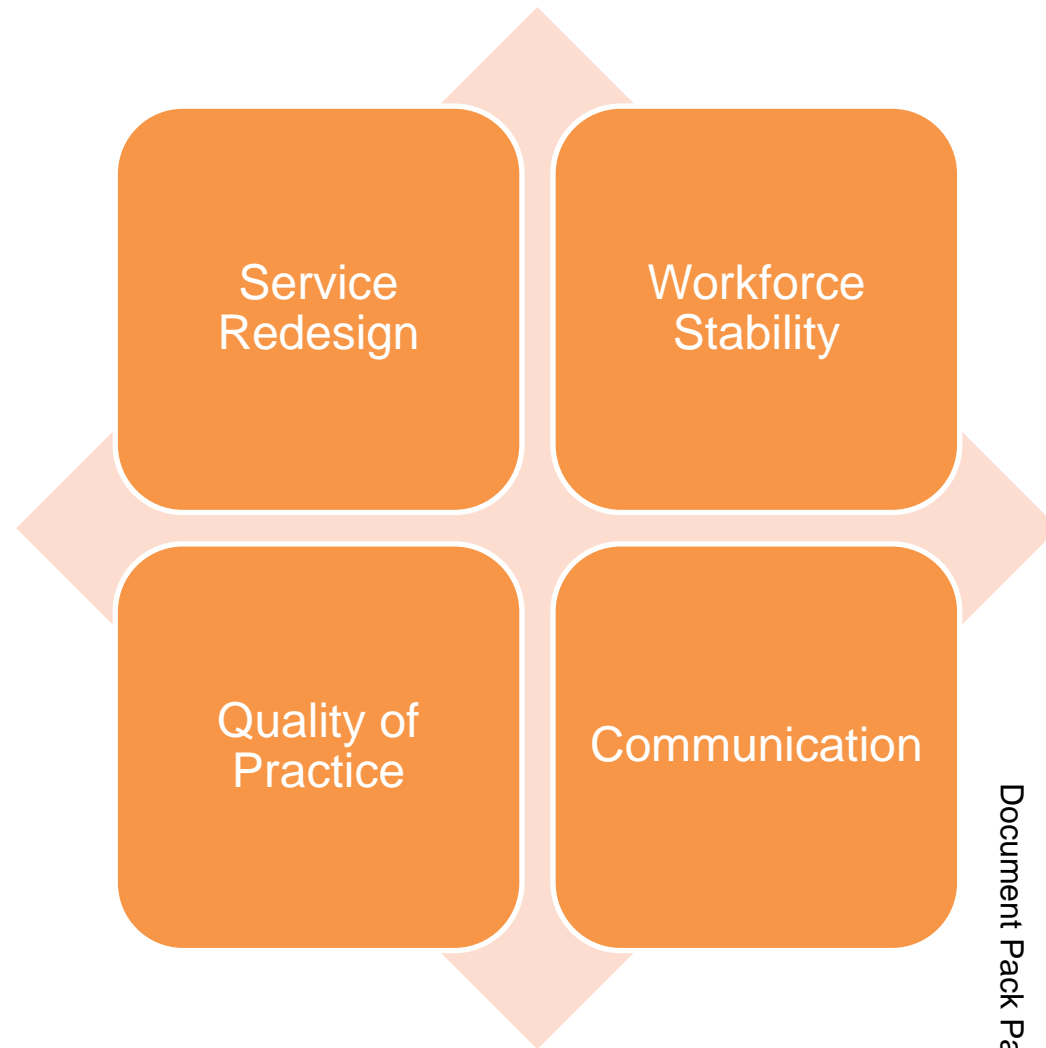 Service
Redesign
Workforce
Stability
Quality of
Practice
Communication
Document Pack Pa